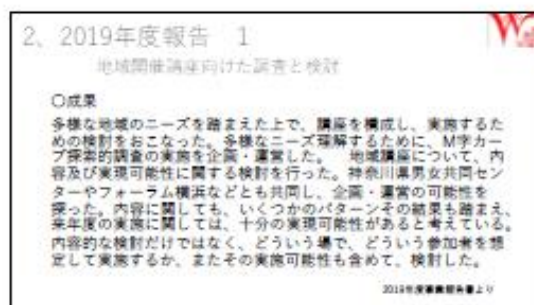 2、2019年度報告 1
地域開催講座向けた調査と検討
〇成果
多様な地域のニーズを踏まえた上で、講座を構成し、実施するた
めの検討をおこなった。多様なニーズ理解するために、M字カー
ブ探索的調査の実施を企画・運営した。 地域講座について、内
容及び実現可能性に関する検討を行った。神奈川県男女共同セン
ターやフォーラム横浜などとも共同し、企画・運営の可能性を
探った。内容に関しても、いくつかのパターンその結果も踏まえ、
来年度の実施に関しては、十分の実現可能性があると考えている。
内容的な検討だけではなく、どういう場で、どういう参加者を想
定して実施するか、またその実施可能性も含めて、検討した。
2019年度事業報告書より